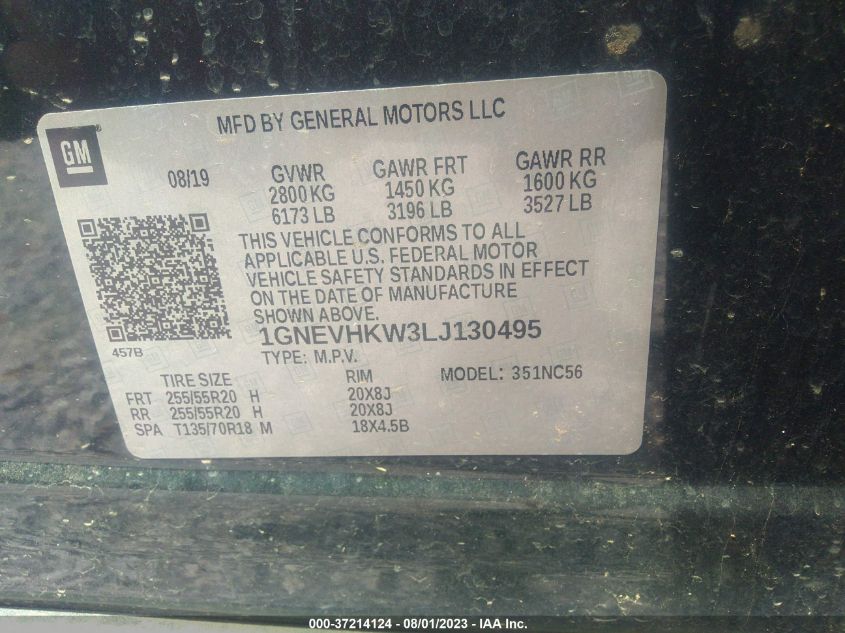 MFD BY GENERAL MOTORS LLC
GM
08/19 GVWR GAWR FRT GAWR RR
2800 KG 1450 KG 1600 KG
6173 LB 3196 LB 3527 LB
THIS VEHICLE CONFORMS TO ALL
APPLICABLE U.S. FEDERAL MOTOR
VEHICLE SAFETY STANDARDS IN EFFECT
ON THE DATE OF MANUFACTURE
SHOWN ABOVE.
1GNEVHKW3LJ130495
457B
TYPE: M.P.V.
TIRE SIZE RIM MODEL: 351NC56
FRT 255/55R20 H 20X8J
RR 255/55R20 H 20X8J
SPA T135/70R18 M 18X4.5B
000-37214124 - 08/01/2023 - IAA Inc.